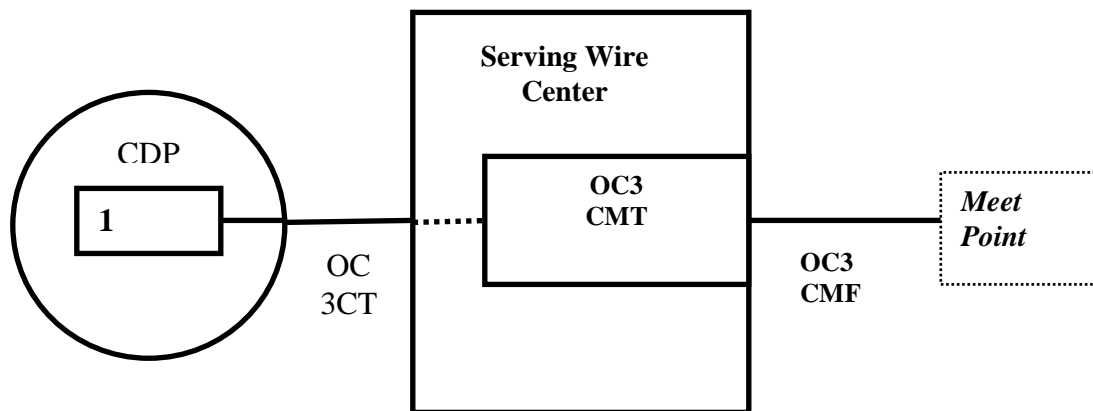 Serving Wire
Center
CDP
1
OC
3CT
OC3
CMT
OC3
CMF
Meet
Point